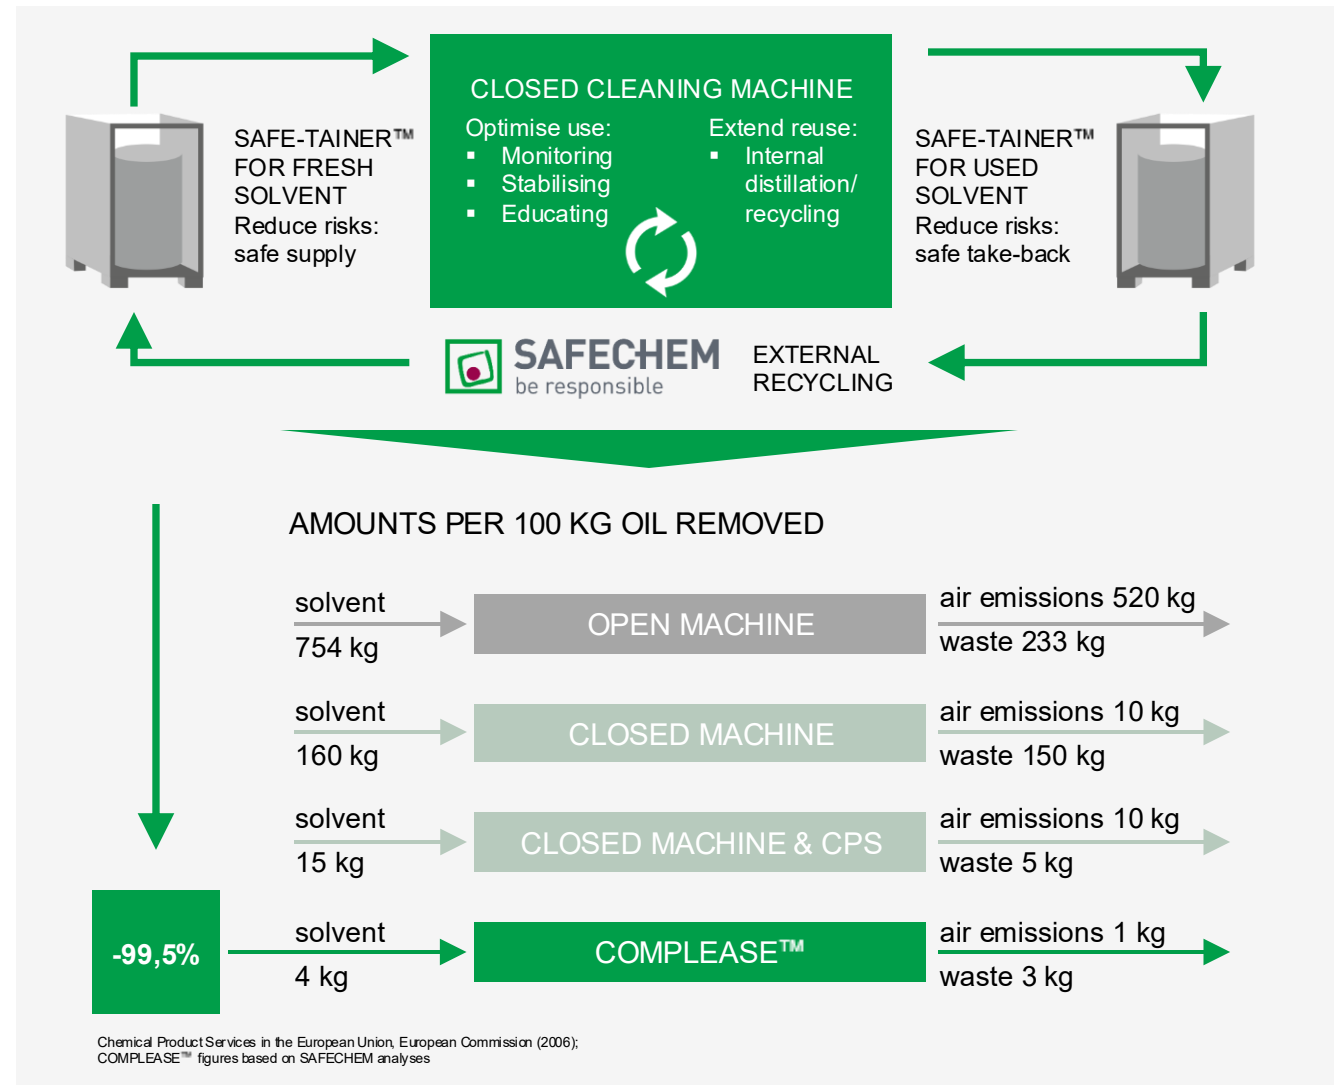 CLOSED CLEANING MACHINE
Optimise use:
▪ Monitoring
▪ Stabilising
▪ Educating
Extend reuse:
▪ Internal
distillation/
recycling
SAFE-TAINER™
FOR FRESH
SOLVENT
Reduce risks:
safe supply
SAFE-TAINER™
FOR USED
SOLVENT
Reduce risks:
safe take-back
SAFECHEM
be responsible
EXTERNAL
RECYCLING
AMOUNTS PER 100 KG OIL REMOVED
solvent
754 kg
OPEN MACHINE
air emissions 520 kg
waste 233 kg
solvent
160 kg
CLOSED MACHINE
air emissions 10 kg
waste 150 kg
solvent
15 kg
CLOSED MACHINE & CPS
air emissions 10 kg
waste 5 kg
-99,5%
solvent
4 kg
COMPLEASE™
air emissions 1 kg
waste 3 kg
Chemical Product Services in the European Union, European Commission (2006);
COMPLEASE™ figures based on SAFECHEM analyses